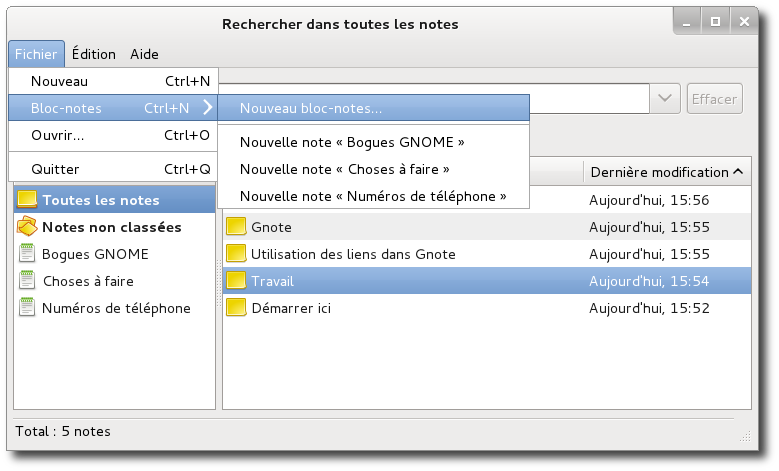 Rechercher dans toutes les notes
Fichier Édition Aide
Nouveau Ctrl+N
Bloc-notes Ctrl+N
Ouvrir... Ctrl+O
Quitter Ctrl+Q
Nouveau bloc-notes...
Nouvelle note « Bogues GNOME »
Nouvelle note « Choses à faire »
Nouvelle note « Numéros de téléphone »
Effacer
Dernière modification
Toutes les notes
Notes non classées
Bogues GNOME
Choses à faire
Numéros de téléphone
Aujourd'hui, 15:56
Gnote Aujourd'hui, 15:55
Utilisation des liens dans Gnote Aujourd'hui, 15:55
Travail Aujourd'hui, 15:54
Démarrer ici Aujourd'hui, 15:52
Total : 5 notes